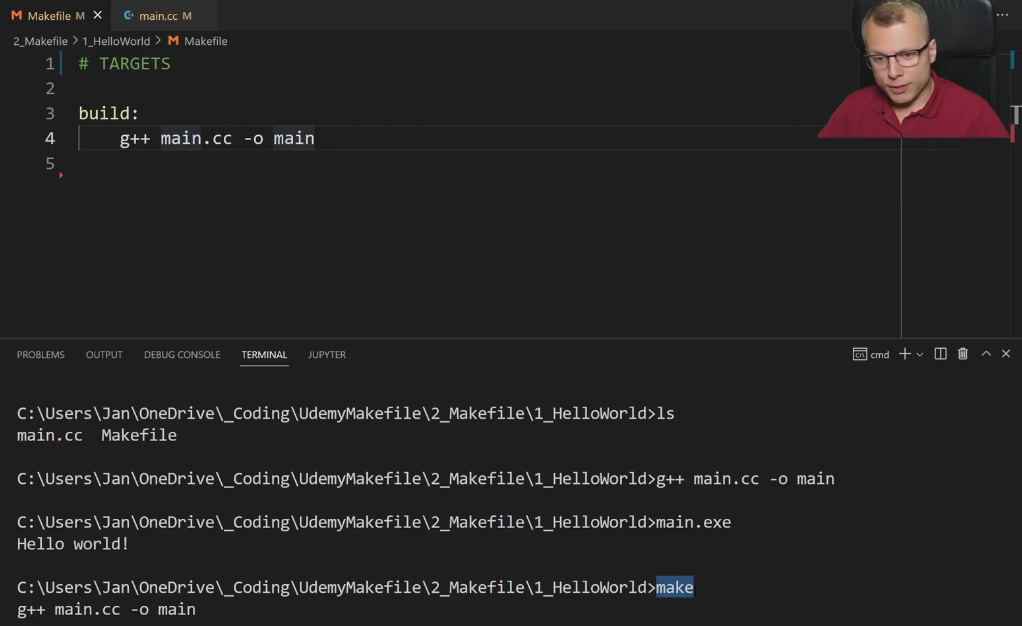 Makefile M
main.cc M
2_Makefile > 1_HelloWorld > M Makefile
1 # TARGETS
2
3 build:
4 g++ main.cc -o main
5
PROBLEMS OUTPUT DEBUG CONSOLE TERMINAL JUPYTER
cmd
C:\Users\Jan\OneDrive\_Coding\UdemyMakefile\2_Makefile\1_HelloWorld>ls
main.cc Makefile
C:\Users\Jan\OneDrive\_Coding\UdemyMakefile\2_Makefile\1_HelloWorld>g++ main.cc -o main
C:\Users\Jan\OneDrive\_Coding\UdemyMakefile\2_Makefile\1_HelloWorld>main.exe
Hello world!
C:\Users\Jan\OneDrive\_Coding\UdemyMakefile\2_Makefile\1_HelloWorld>make
g++ main.cc -o main